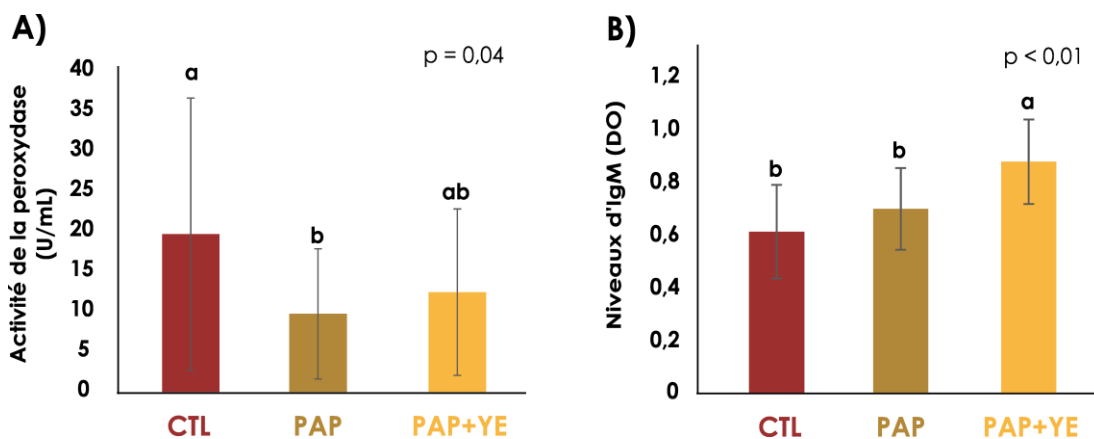 A)
p = 0,04
Activité de la peroxydase
(U/mL)
40
35
30
25
20
15
10
5
0
a
b
ab
CTL
PAP
PAP+YE
B)
p < 0,01
Niveaux d'IgM (DO)
1,2
1,0
0,8
0,6
0,4
0,2
0
b
b
a
CTL
PAP
PAP+YE